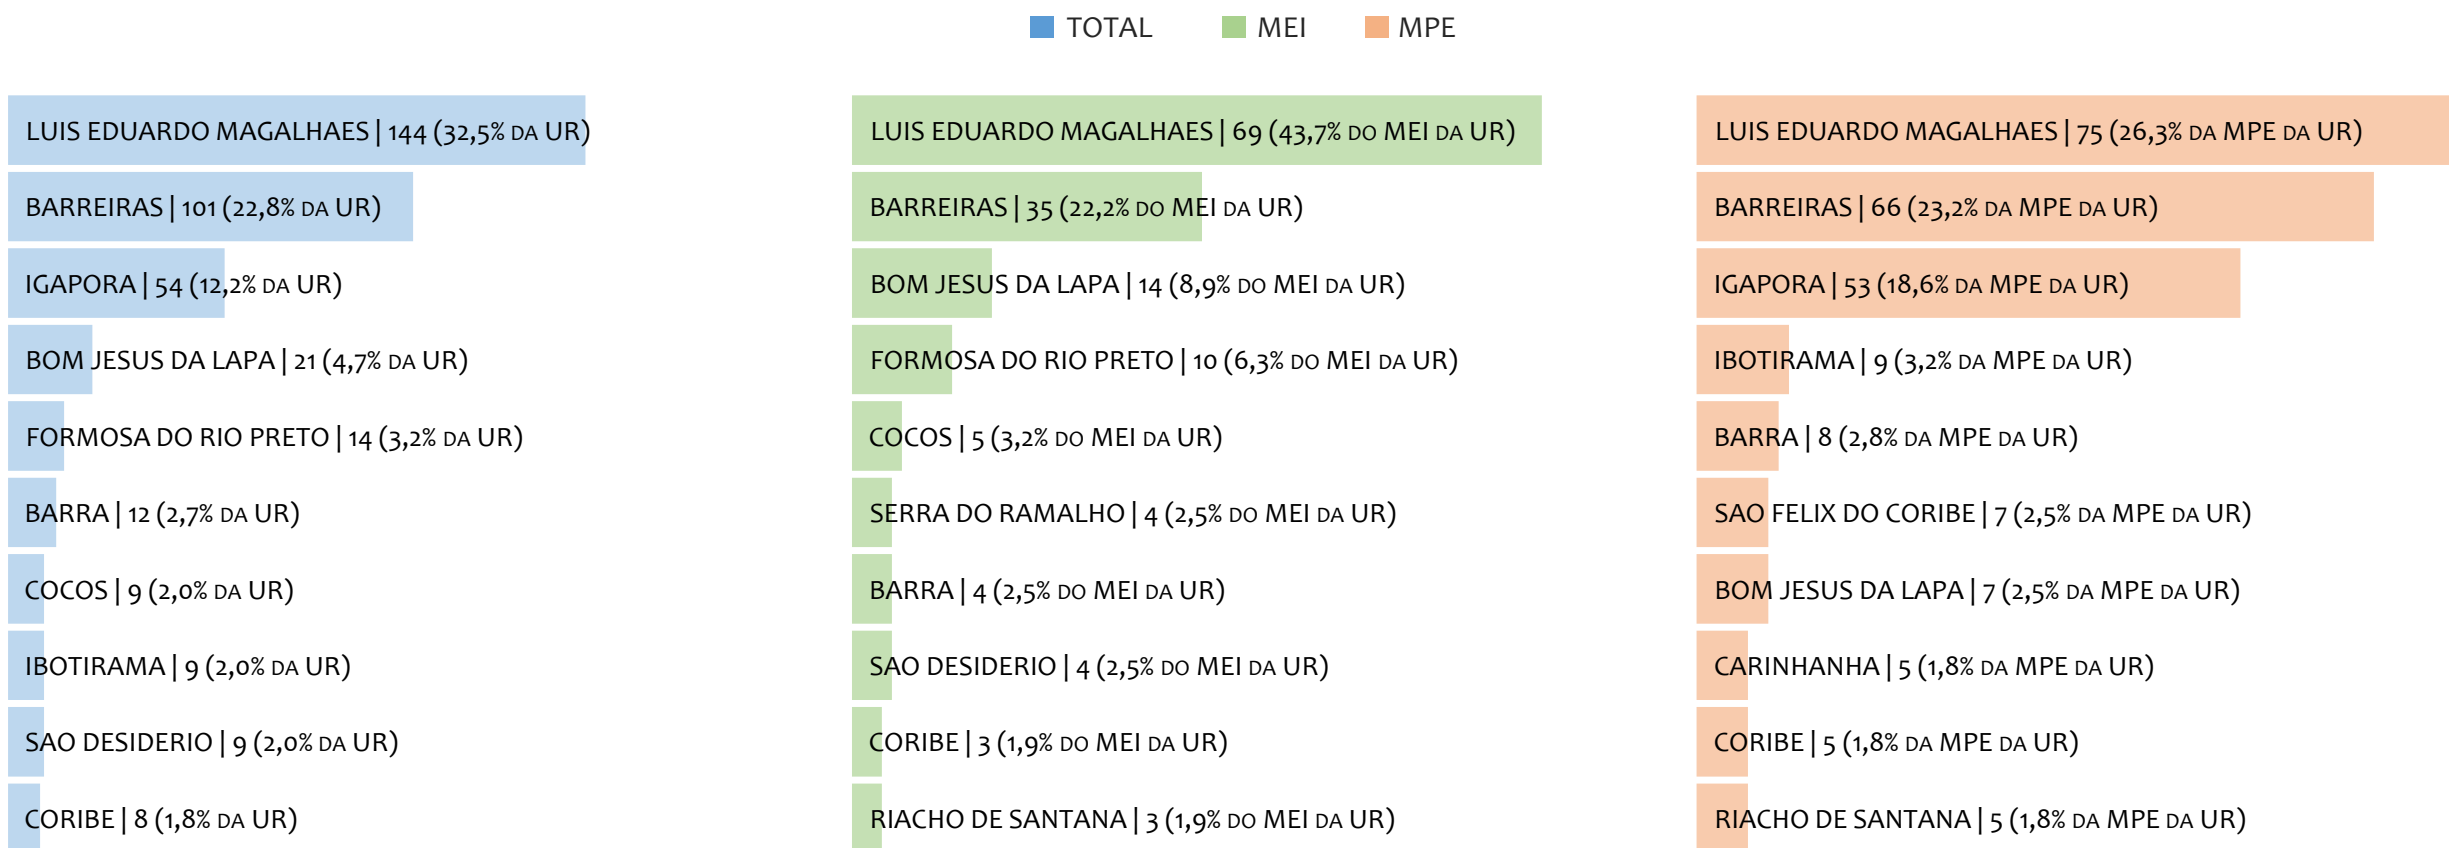 TOTAL MEI MPE
LUIS EDUARDO MAGALHAES | 144 (32,5% DA UR)
BARREIRAS | 101 (22,8% DA UR)
IGAPORA | 54 (12,2% DA UR)
BOM JESUS DA LAPA | 21 (4,7% DA UR)
FORMOSA DO RIO PRETO | 14 (3,2% DA UR)
BARRA | 12 (2,7% DA UR)
COCOS | 9 (2,0% DA UR)
IBOTIRAMA | 9 (2,0% DA UR)
SAO DESIDERIO | 9 (2,0% DA UR)
CORIBE | 8 (1,8% DA UR)
LUIS EDUARDO MAGALHAES | 69 (43,7% DO MEI DA UR)
BARREIRAS | 35 (22,2% DO MEI DA UR)
BOM JESUS DA LAPA | 14 (8,9% DO MEI DA UR)
FORMOSA DO RIO PRETO | 10 (6,3% DO MEI DA UR)
COCOS | 5 (3,2% DO MEI DA UR)
SERRA DO RAMALHO | 4 (2,5% DO MEI DA UR)
BARRA | 4 (2,5% DO MEI DA UR)
SAO DESIDERIO | 4 (2,5% DO MEI DA UR)
CORIBE | 3 (1,9% DO MEI DA UR)
RIACHO DE SANTANA | 3 (1,9% DO MEI DA UR)
LUIS EDUARDO MAGALHAES | 75 (26,3% DA MPE DA UR)
BARREIRAS | 66 (23,2% DA MPE DA UR)
IGAPORA | 53 (18,6% DA MPE DA UR)
IBOTIRAMA | 9 (3,2% DA MPE DA UR)
BARRA | 8 (2,8% DA MPE DA UR)
SAO FELIX DO CORIBE | 7 (2,5% DA MPE DA UR)
BOM JESUS DA LAPA | 7 (2,5% DA MPE DA UR)
CARINHANHA | 5 (1,8% DA MPE DA UR)
CORIBE | 5 (1,8% DA MPE DA UR)
RIACHO DE SANTANA | 5 (1,8% DA MPE DA UR)